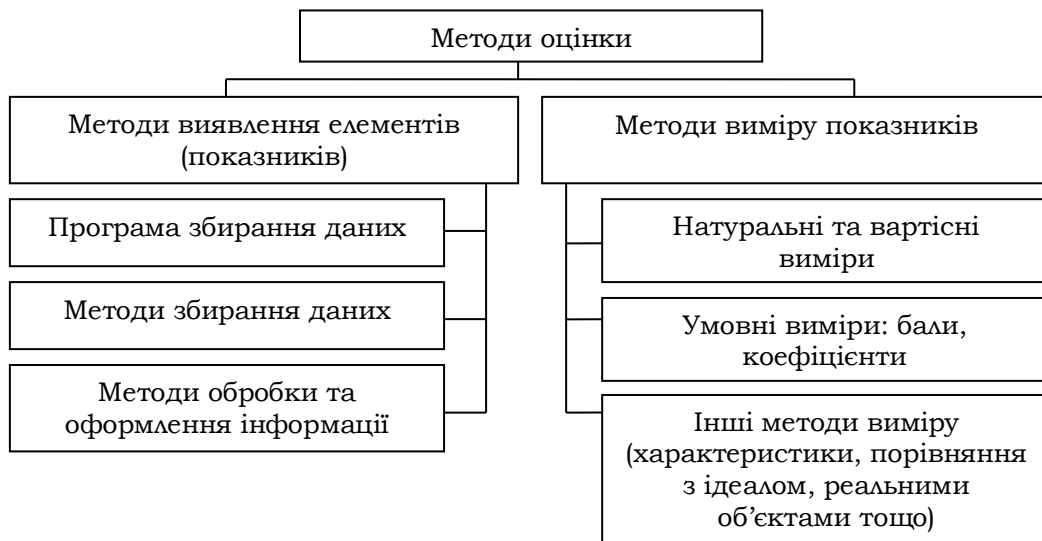 Методи оцінки
Методи виявлення елементів
(показників)
Методи виміру показників
Програма збирання даних
Методи збирання даних
Методи обробки та
оформлення інформації
Натуральні та вартісні
виміри
Умовні виміри: бали,
коефіцієнти
Інші методи виміру
(характеристики, порівняння
з ідеалом, реальними
об’єктами тощо)